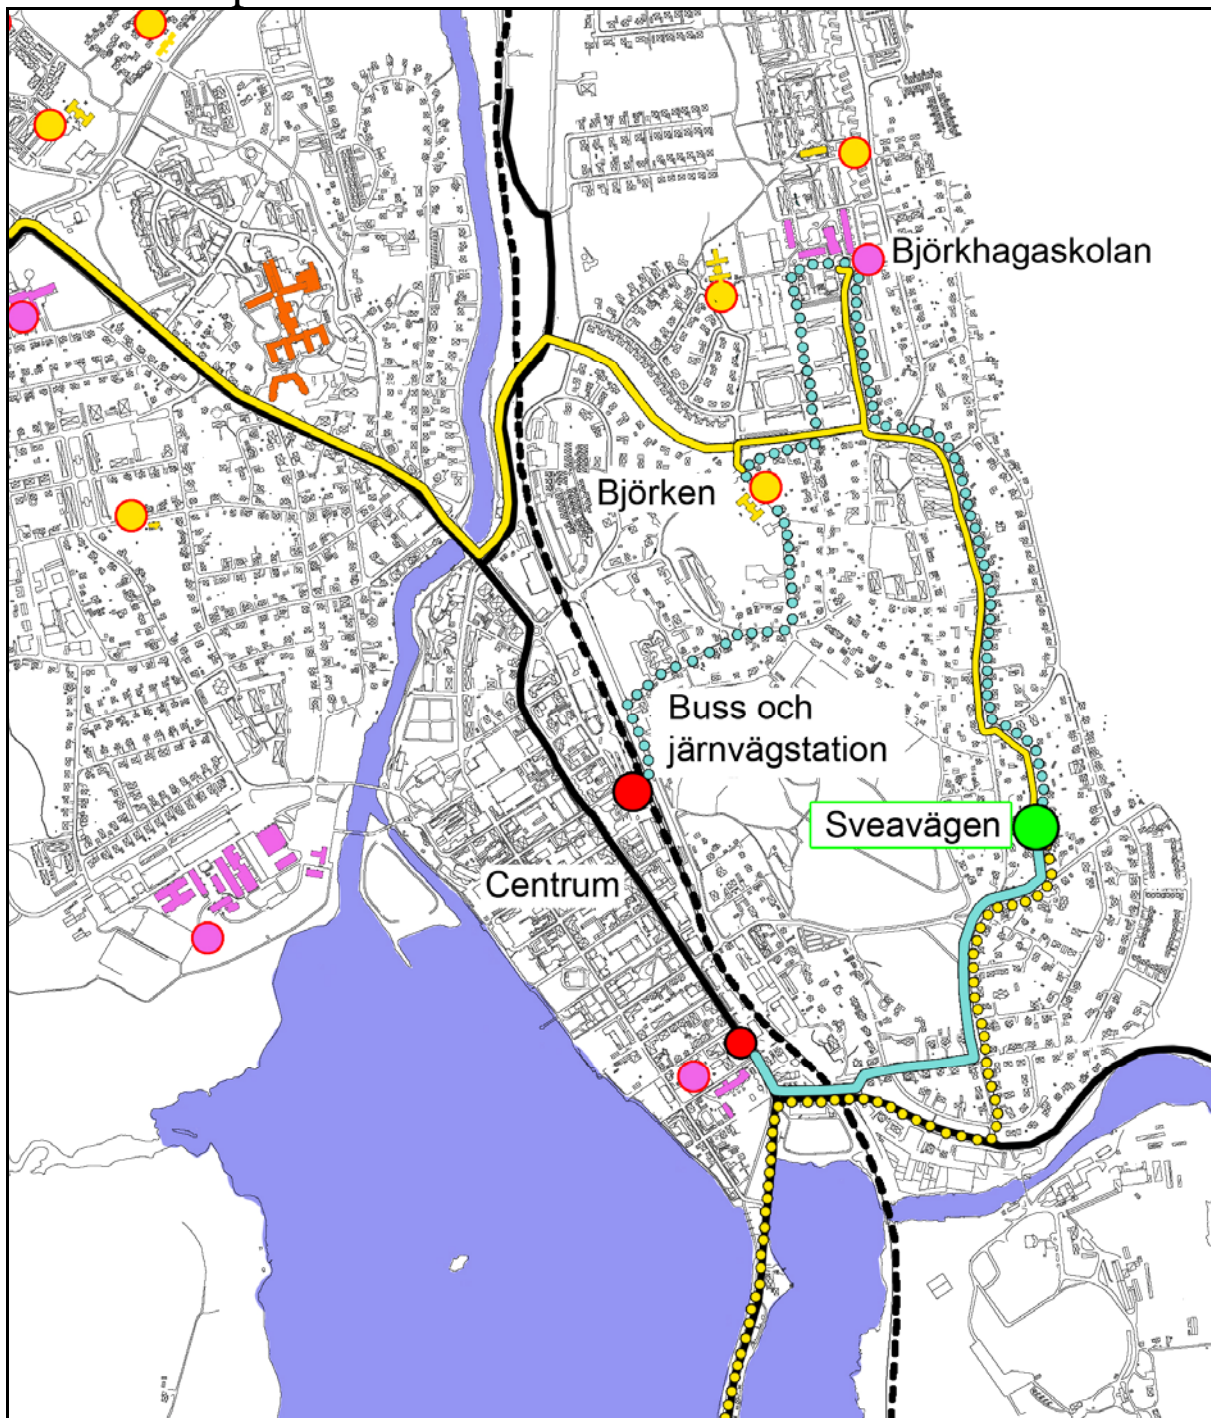 Björkhagaskolan
Björken
Buss och
järnvägstation
Sveavägen
Centrum